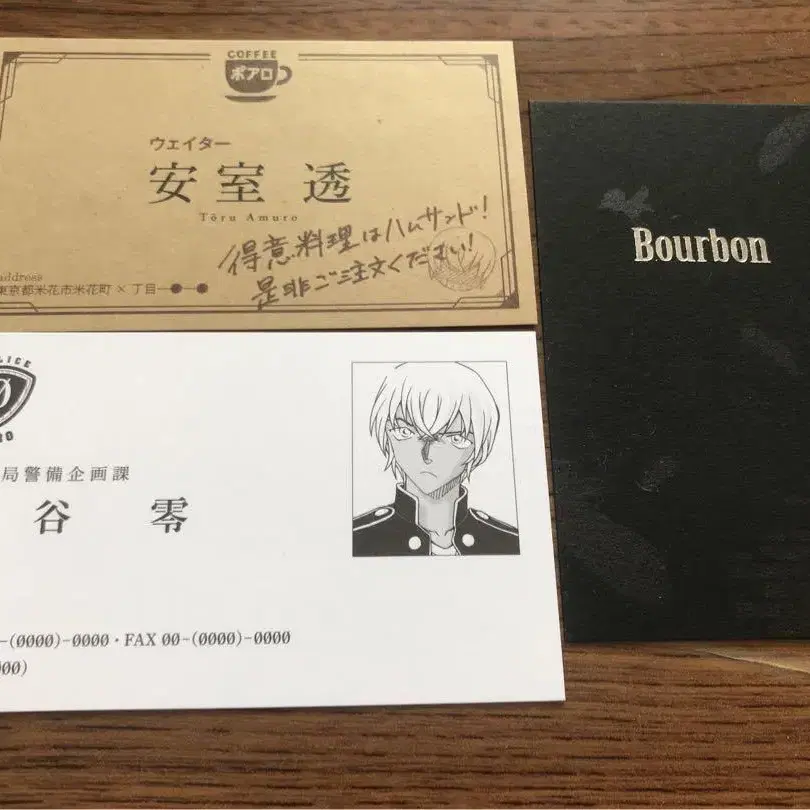 COFFEE
ポアロ
ウェイター
安室 透
Tōru Amuro
得意料理はハムサンド!
是非ご注文ください!
address
東京都米花市米花町×丁目―●―●
Bourbon
局警備企画課
谷 零
-(0000)-0000・FAX 00-(0000)-0000